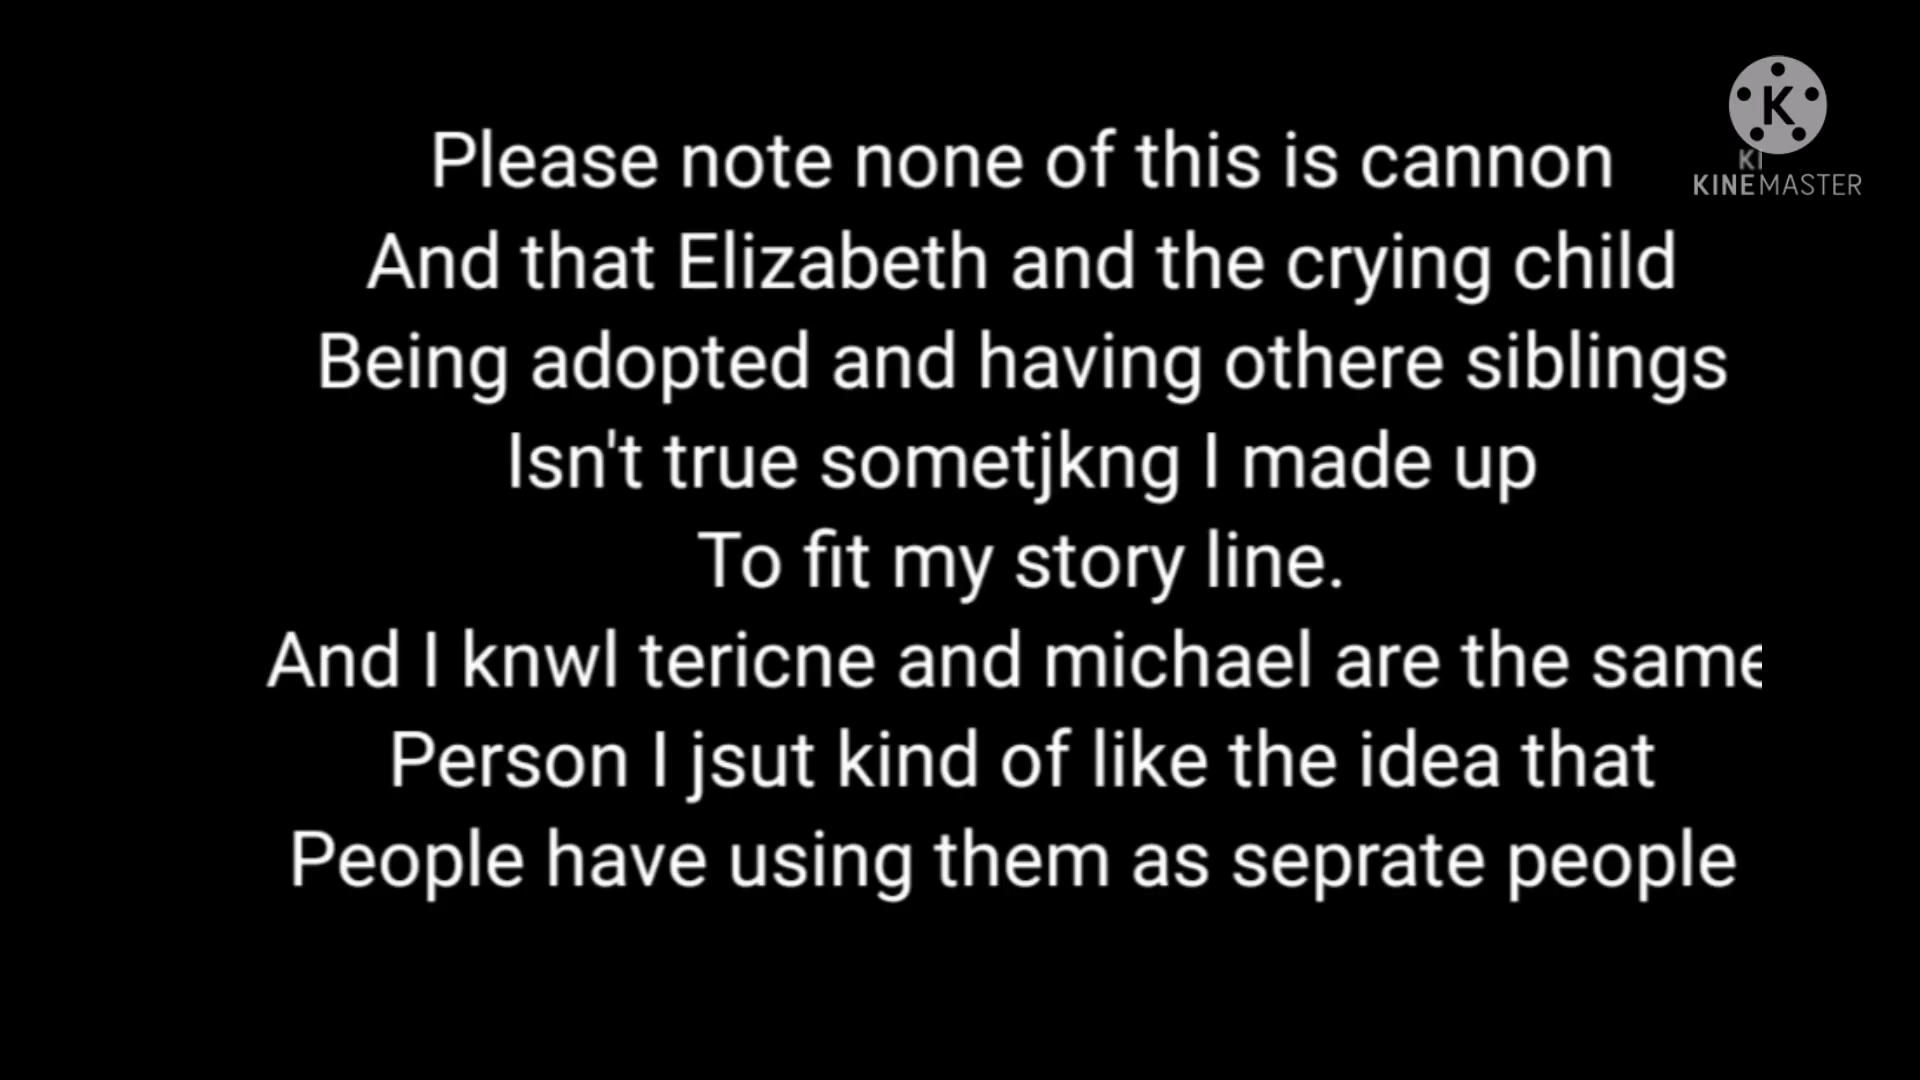 Please note none of this is cannon
And that Elizabeth and the crying child
Being adopted and having othere siblings
Isn't true sometjkng I made up
To fit my story line.
And I knwl tericne and michael are the same
Person I jsut kind of like the idea that
People have using them as seprate people
K
KI
KINEMASTER